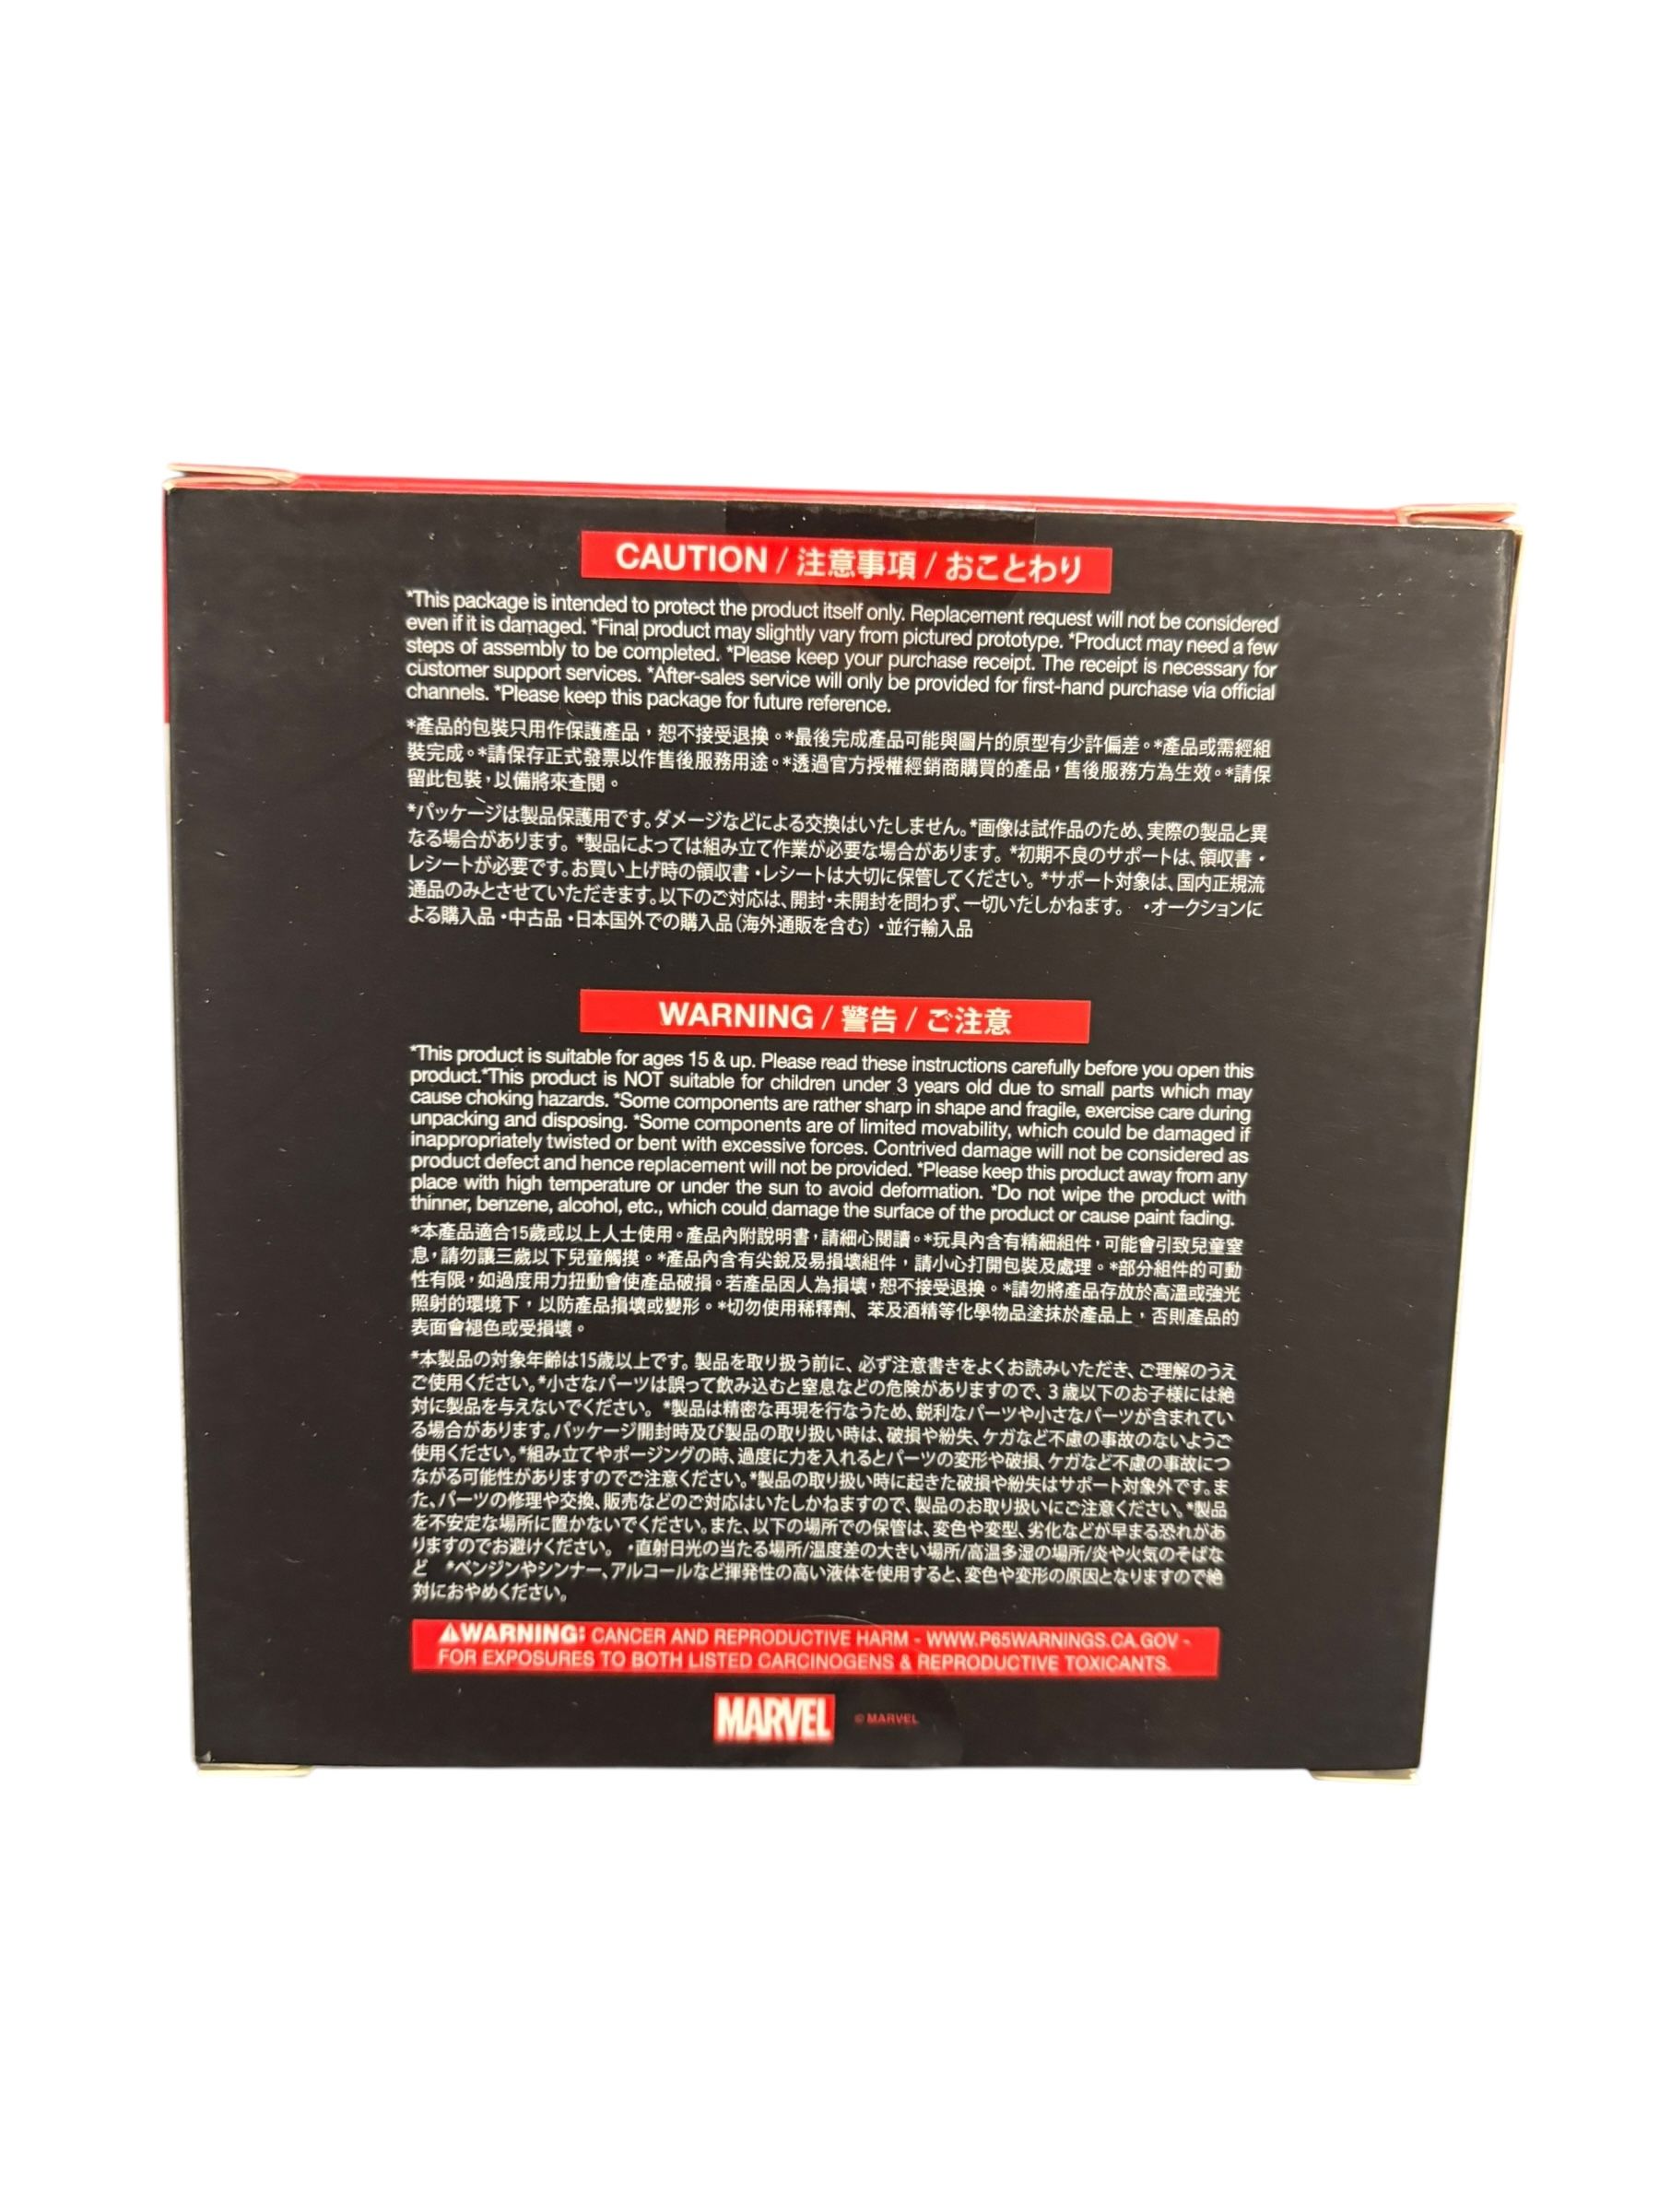 CAUTION / 注意事項 / おことわり
*This package is intended to protect the product itself only. Replacement request will not be considered
even if it is damaged. *Final product may slightly vary from pictured prototype. *Product may need a few
steps of assembly to be completed. *Please keep your purchase receipt. The receipt is necessary for
customer support services. *After-sales service will only be provided for first-hand purchase via official
channels. *Please keep this package for future reference.
*產品的包裝只用作保護產品，恕不接受退換。*最後完成產品可能與圖片的原型有少許偏差。*產品或需經組
裝完成。*請保存正式發票以作售後服務用途。*透過官方授權經銷商購買的產品，售後服務方為生效。*請保
留此包裝，以備將來查閱。
*パッケージは製品保護用です。ダメージなどによる交換はいたしません。*画像は試作品のため、実際の製品と異
なる場合があります。*製品によっては組み立て作業が必要な場合があります。*初期不良のサポートは、領収書・
レシートが必要です。お買い上げ時の領収書・レシートは大切に保管してください。*サポート対象は、国内正規流
通品のみとさせていただきます。以下のご対応は、開封・未開封を問わず、一切いたしかねます。 ・オークションに
よる購入品・中古品・日本国外での購入品（海外通販を含む）・並行輸入品
WARNING / 警告 / ご注意
*This product is suitable for ages 15 & up. Please read these instructions carefully before you open this
product.*This product is NOT suitable for children under 3 years old due to small parts which may
cause choking hazards. *Some components are rather sharp in shape and fragile, exercise care during
unpacking and disposing. *Some components are of limited movability, which could be damaged if
inappropriately twisted or bent with excessive forces. Contrived damage will not be considered as
product defect and hence replacement will not be provided. *Please keep this product away from any
place with high temperature or under the sun to avoid deformation. *Do not wipe the product with
thinner, benzene, alcohol, etc., which could damage the surface of the product or cause paint fading.
*本產品適合15歲或以上人士使用。產品內附說明書，請細心閱讀。*玩具內含有精細組件，可能會引致兒童窒
息，請勿讓三歲以下兒童觸摸。*產品內含有尖銳及易損壞組件，請小心打開包裝及處理。*部分組件的可動
性有限，如過度用力扭動會使產品破損。若產品因人為損壞，恕不接受退換。*請勿將產品存放於高溫或強光
照射的環境下，以防產品損壞或變形。*切勿使用稀釋劑、苯及酒精等化學物品塗抹於產品上，否則產品的
表面會褪色或受損壞。
*本製品の対象年齢は15歳以上です。製品を取り扱う前に、必ず注意書きをよくお読みいただき、ご理解のうえ
ご使用ください。*小さなパーツは誤って飲み込むと窒息などの危険がありますので、3歳以下のお子様には絶
対に製品を与えないでください。*製品は精密な再現を行なうため、鋭利なパーツや小さなパーツが含まれてい
る場合があります。パッケージ開封時及び製品の取り扱い時は、破損や紛失、ケガなど不慮の事故のないようご
使用ください。*組み立てやポージングの時、過度に力を入れるとパーツの変形や破損、ケガなど不慮の事故につ
ながる可能性がありますのでご注意ください。*製品の取り扱い時に起きた破損や紛失はサポート対象外です。ま
た、パーツの修理や交換、販売などのご対応はいたしかねますので、製品のお取り扱いにご注意ください。*製品
を不安定な場所に置かないでください。また、以下の場所での保管は、変色や変型、劣化などが早まる恐れがあ
りますのでお避けください。 ・直射日光の当たる場所/温度差の大きい場所/高温多湿の場所/炎や火気のそばな
ど *ベンジンやシンナー、アルコールなど揮発性の高い液体を使用すると、変色や変形の原因となりますので絶
対におやめください。
⚠WARNING: CANCER AND REPRODUCTIVE HARM - WWW.P65WARNINGS.CA.GOV -
FOR EXPOSURES TO BOTH LISTED CARCINOGENS & REPRODUCTIVE TOXICANTS.
MARVEL © MARVEL